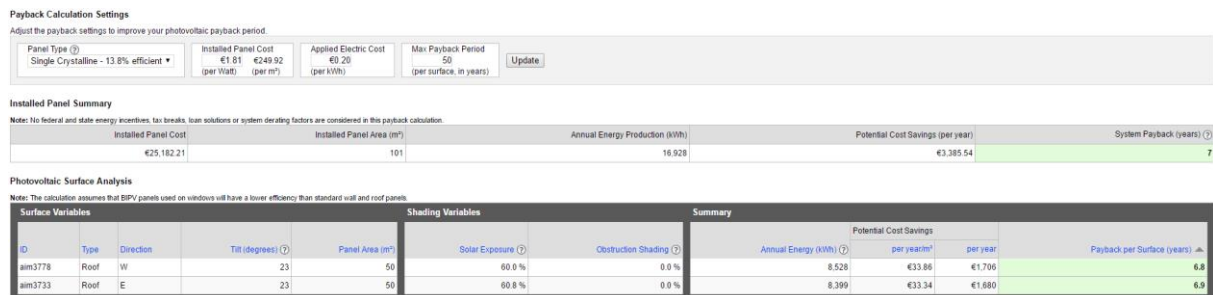 Payback Calculation Settings
Adjust the payback settings to improve your photovoltaic payback period.
Panel Type (?) Installed Panel Cost Applied Electric Cost Max Payback Period
Single Crystalline - 13.8% efficient ▼ €1.81 €249.92 €0.20 50 Update
(per Watt) (per m²) (per kWh) (per surface, in years)
Installed Panel Summary
Note: No federal and state energy incentives, tax breaks, loan solutions or system derating factors are considered in this payback calculation.
Installed Panel Cost Installed Panel Area (m²) Annual Energy Production (kWh) Potential Cost Savings (per year) System Payback (years) (?)
€25,182.21 101 16,928 €3,385.54 7
Photovoltaic Surface Analysis
Note: The calculation assumes that BIPV panels used on windows will have a lower efficiency than standard wall and roof panels.
Surface Variables Shading Variables Summary
Potential Cost Savings
ID Type Direction Tilt (degrees) (?) Panel Area (m²) Solar Exposure (?) Obstruction Shading (?) Annual Energy (kWh) (?) per year/m² per year Payback per Surface (years) ▲
aim3778 Roof W 23 50 60.0 % 0.0 % 8,528 €33.86 €1,706 6.8
aim3733 Roof E 23 50 60.8 % 0.0 % 8,399 €33.34 €1,680 6.9